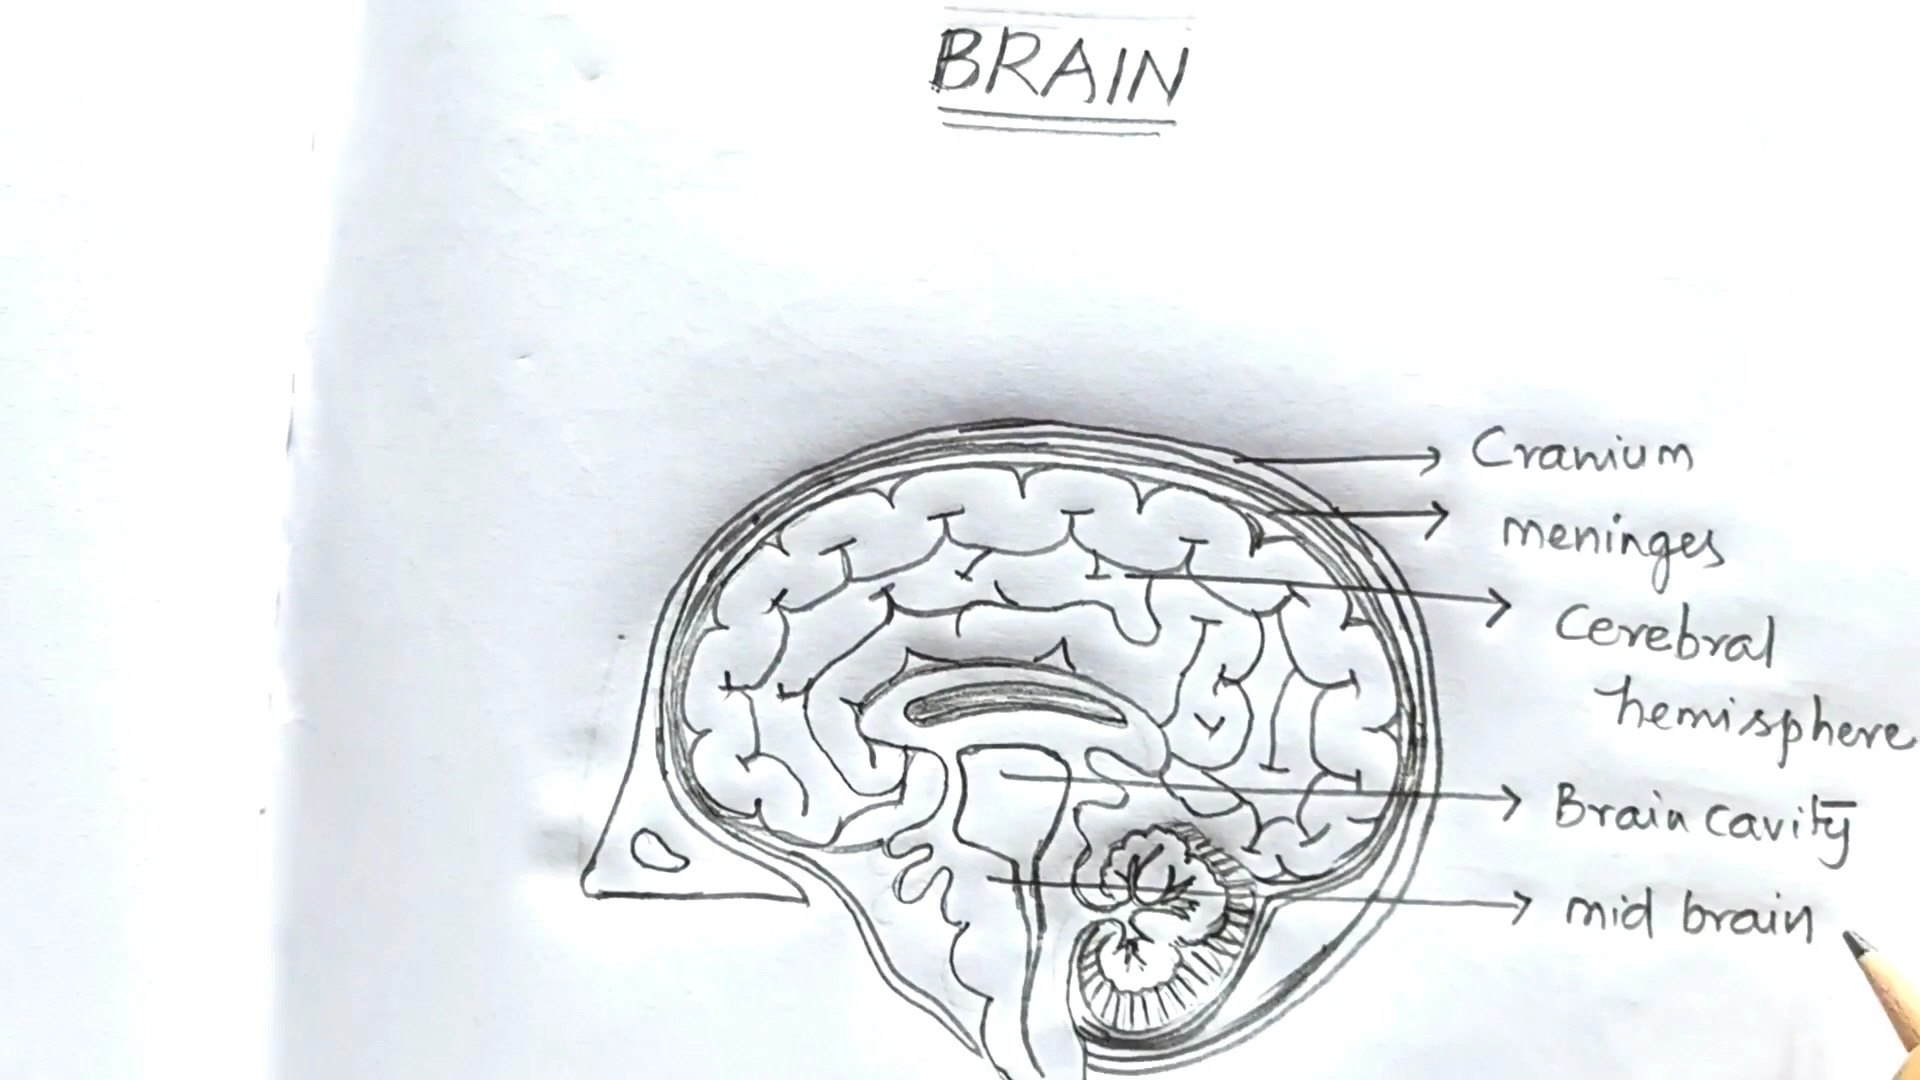 BRAIN
Cranium
meninges
Cerebral
hemisphere
Brain cavity
mid brain